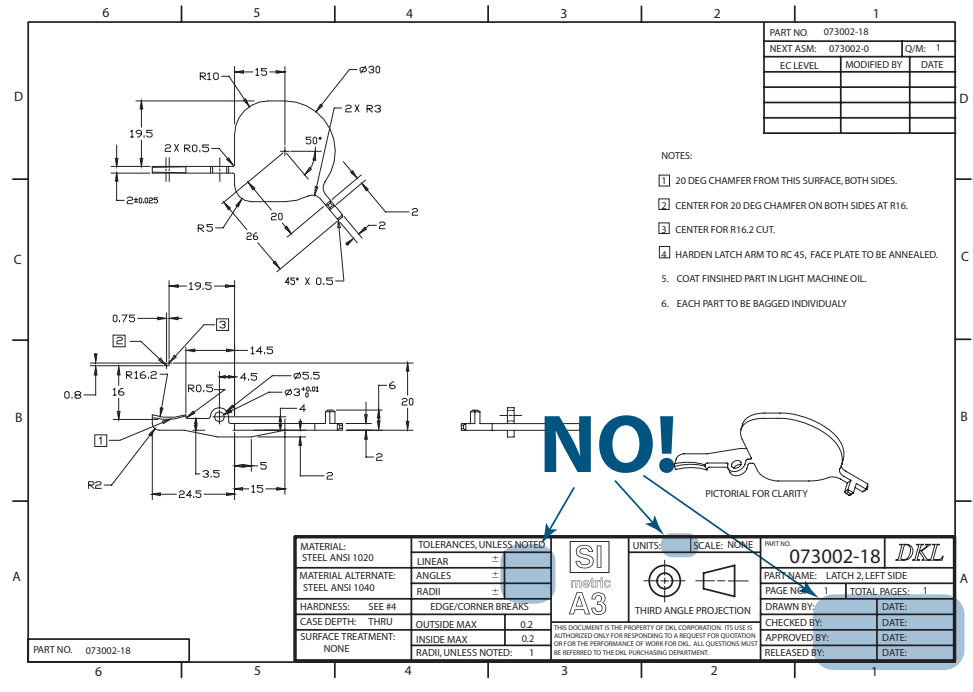 6 5 4 3 2 1
PART NO. 073002-18
NEXT ASM: 073002-0 Q/M: 1
EC LEVEL MODIFIED BY DATE
D
D
R10
15
Ø30
2X R3
19.5
50°
2X R0.5
2±0.025
R5
20
26
2
2
45° X 0.5
NOTES:
1 20 DEG CHAMFER FROM THIS SURFACE, BOTH SIDES.
2 CENTER FOR 20 DEG CHAMFER ON BOTH SIDES AT R16.
3 CENTER FOR R16.2 CUT.
4 HARDEN LATCH ARM TO RC 45, FACE PLATE TO BE ANNEALED.
5. COAT FINSIHED PART IN LIGHT MACHINE OIL.
6. EACH PART TO BE BAGGED INDIVIDUALY
C
C
19.5
0.75
3
2
14.5
R16.2
4.5
Ø5.5
0.8
16
R0.5
Ø3 +0.01 0
6
20
4
B
B
1
3.5
5
2
2
R2
24.5
15
NO!
PICTORIAL FOR CLARITY
A
A
MATERIAL:
STEEL ANSI 1020
MATERIAL ALTERNATE:
STEEL ANSI 1040
HARDNESS: SEE #4
CASE DEPTH: THRU
SURFACE TREATMENT:
NONE
TOLERANCES, UNLESS NOTED
LINEAR ±
ANGLES ±
RADII ±
EDGE/CORNER BREAKS
OUTSIDE MAX 0.2
INSIDE MAX 0.2
RADII, UNLESS NOTED: 1
SI
metric
A3
THIS DOCUMENT IS THE PROPERTY OF DKL CORPORATION. ITS USE IS
AUTHORIZED ONLY FOR RESPONDING TO A REQUEST FOR QUOTATION
OR FOR THE PERFORMANCE OF WORK FOR DKL. ALL QUESTIONS MUST
BE REFERRED TO THE DKL PURCHASING DEPARTMENT.
UNITS: SCALE: NONE
THIRD ANGLE PROJECTION
PART NO.
073002-18 DKL
PART NAME: LATCH 2, LEFT SIDE
PAGE NO. 1 TOTAL PAGES: 1
DRAWN BY: DATE:
CHECKED BY: DATE:
APPROVED BY: DATE:
RELEASED BY: DATE:
PART NO. 073002-18
6 5 4 3 2 1